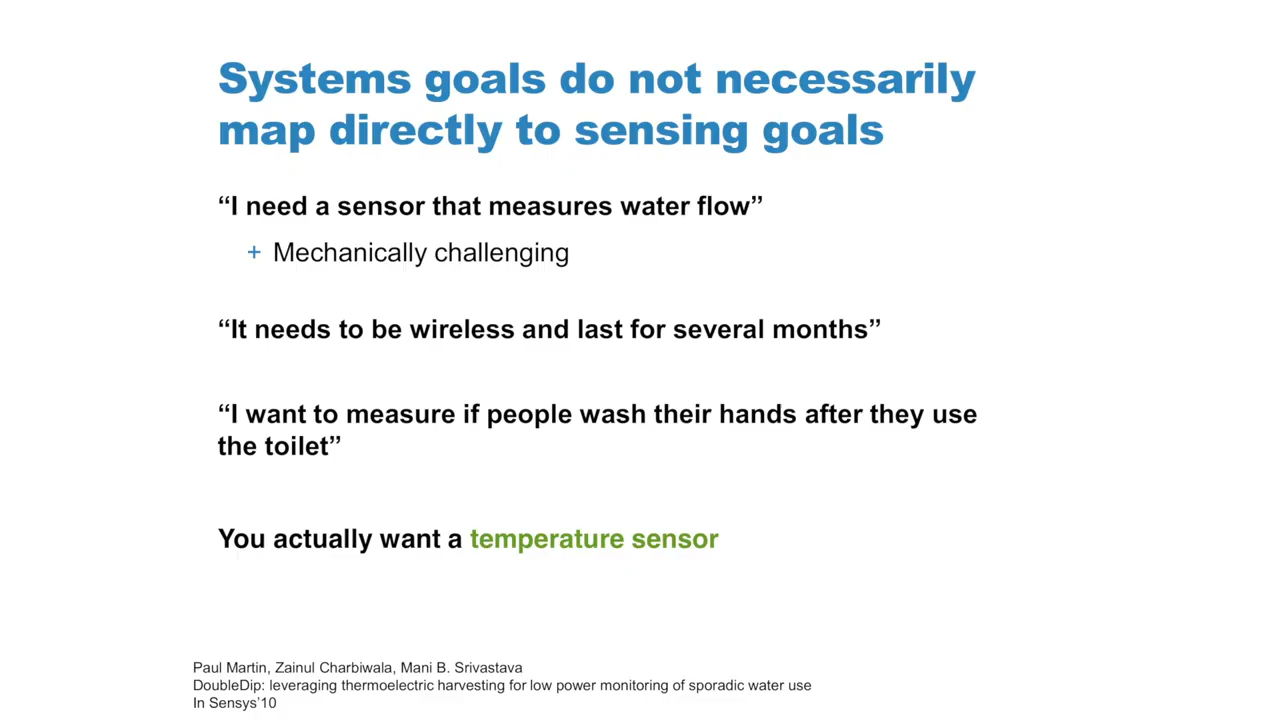 Systems goals do not necessarily
map directly to sensing goals
“I need a sensor that measures water flow”
+ Mechanically challenging
“It needs to be wireless and last for several months”
“I want to measure if people wash their hands after they use
the toilet”
You actually want a temperature sensor
Paul Martin, Zainul Charbiwala, Mani B. Srivastava
DoubleDip: leveraging thermoelectric harvesting for low power monitoring of sporadic water use
In Sensys’10